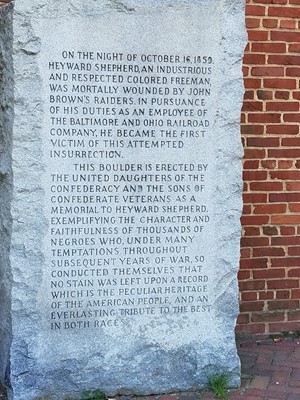 ON THE NIGHT OF OCTOBER 16, 1859,
HEYWARD SHEPHERD, AN INDUSTRIOUS
AND RESPECTED COLORED FREEMAN,
WAS MORTALLY WOUNDED BY JOHN
BROWN'S RAIDERS. IN PURSUANCE
OF HIS DUTIES AS AN EMPLOYEE OF
THE BALTIMORE AND OHIO RAILROAD
COMPANY, HE BECAME THE FIRST
VICTIM OF THIS ATTEMPTED
INSURRECTION.
THIS BOULDER IS ERECTED BY
THE UNITED DAUGHTERS OF THE
CONFEDERACY AND THE SONS OF
CONFEDERATE VETERANS AS A
MEMORIAL TO HEYWARD SHEPHERD,
EXEMPLIFYING THE CHARACTER AND
FAITHFULNESS OF THOUSANDS OF
NEGROES WHO, UNDER MANY
TEMPTATIONS THROUGHOUT
SUBSEQUENT YEARS OF WAR, SO
CONDUCTED THEMSELVES THAT
NO STAIN WAS LEFT UPON A RECORD
WHICH IS THE PECULIAR HERITAGE
OF THE AMERICAN PEOPLE, AND AN
EVERLASTING TRIBUTE TO THE BEST
IN BOTH RACES.